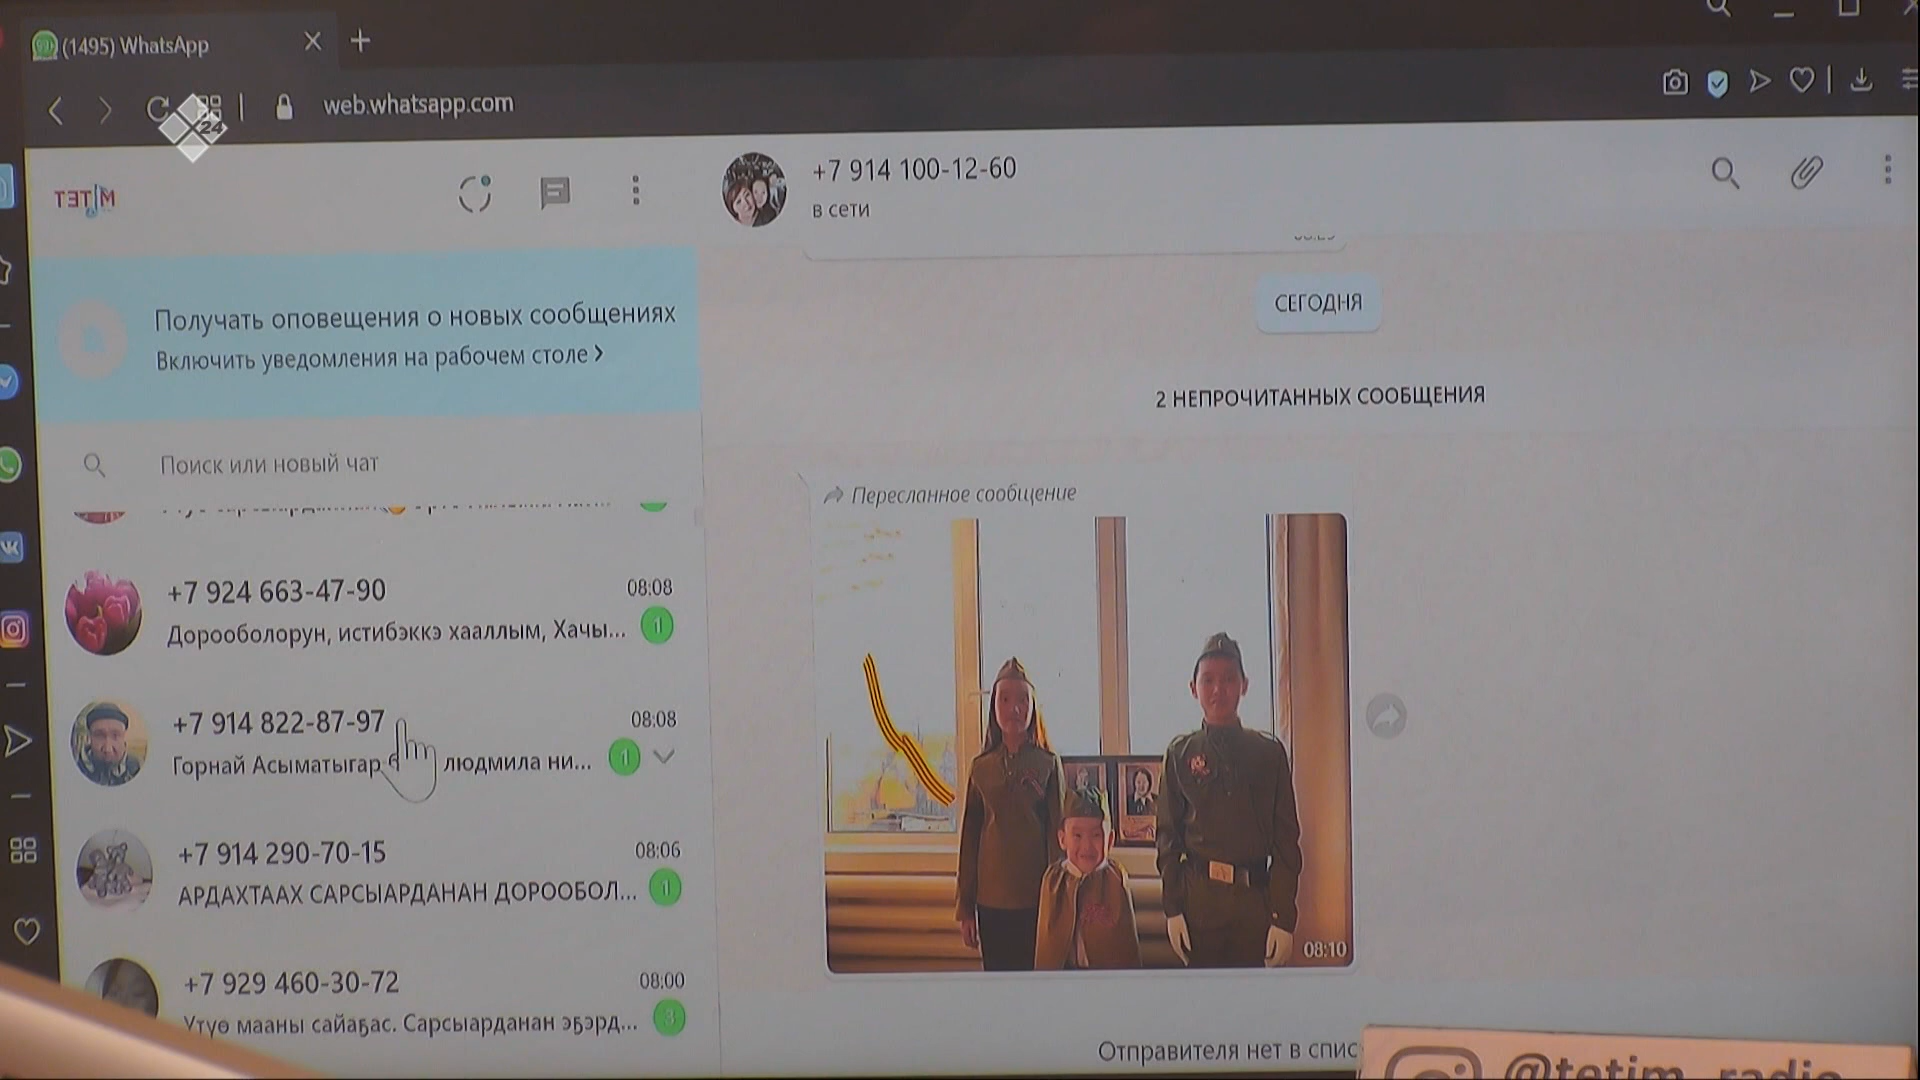 (1495) WhatsApp
24
web.whatsapp.com
ТЭТІМ
+7 914 100-12-60
в сети
Получать оповещения о новых сообщениях
Включить уведомления на рабочем столе
СЕГОДНЯ
2 НЕПРОЧИТАННЫХ СООБЩЕНИЯ
Поиск или новый чат
Пересланное сообщение
+7 924 663-47-90
08:08
Дорооболорун, истибэккэ хааллым, Хачы...
1
+7 914 822-87-97
08:08
Горнай Асыматыгар людмила ни...
1
+7 914 290-70-15
08:06
АРДАХТААХ САРСЫАРДАНАН ДОРООБОЛ...
1
+7 929 460-30-72
08:00
Үтүө мааны сайаҕас. Сарсыарданан эҕэрд...
3
08:10
Отправителя нет в спис
@tetim_radio